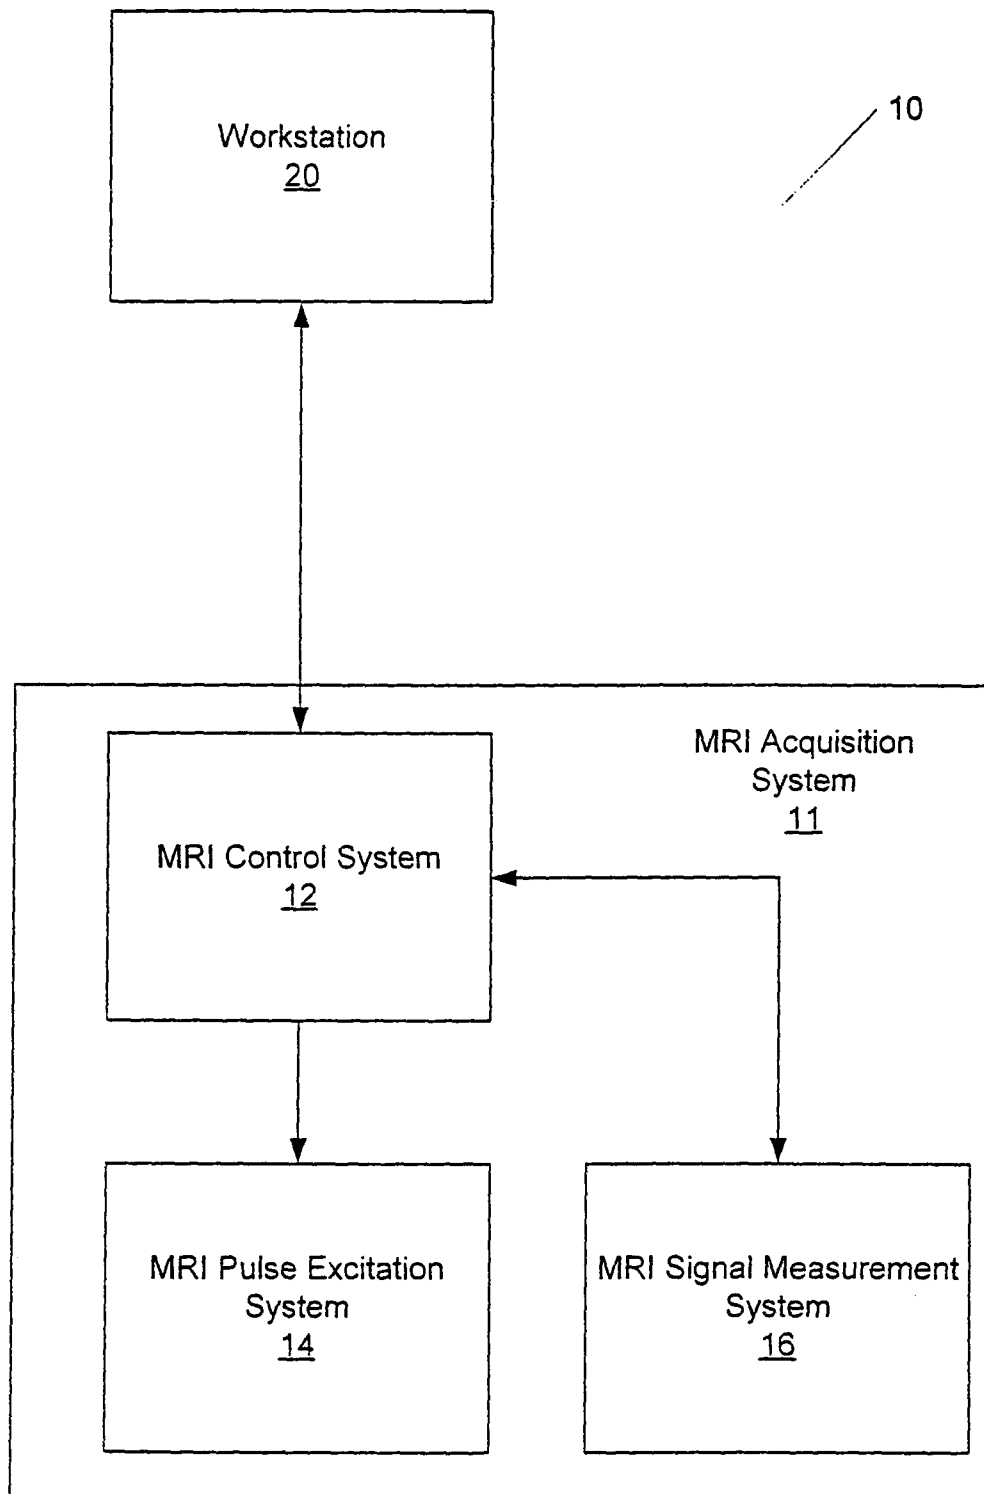 Workstation
20
10
MRI Acquisition
System
11
MRI Control System
12
MRI Pulse Excitation
System
14
MRI Signal Measurement
System
16